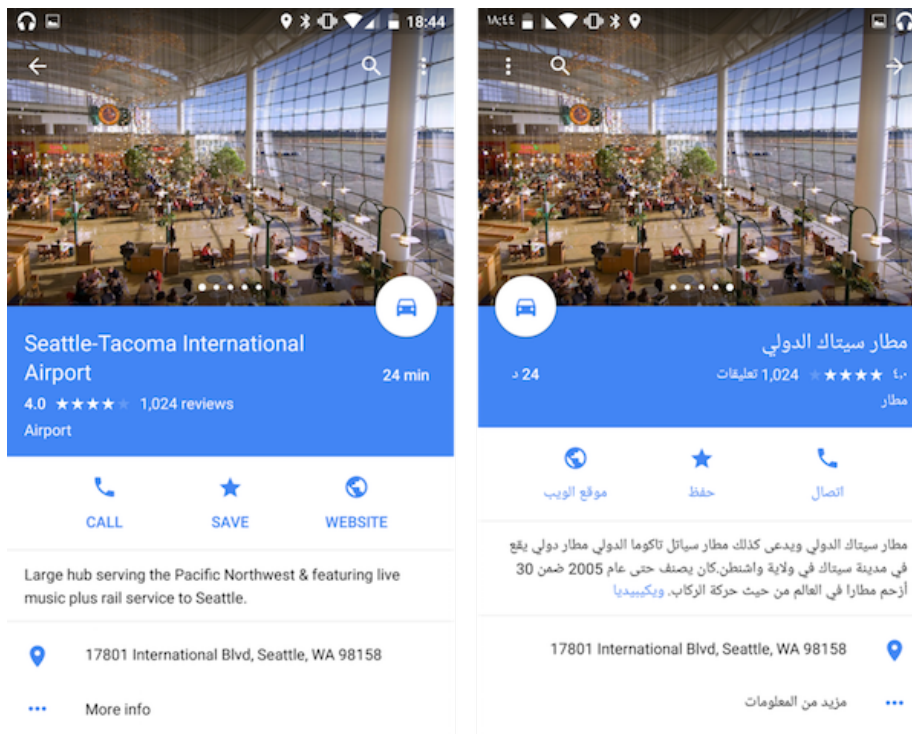 18:44
Seattle-Tacoma International
Airport
24 min
4.0 1,024 reviews
Airport
CALL SAVE WEBSITE
Large hub serving the Pacific Northwest & featuring live
music plus rail service to Seattle.
17801 International Blvd, Seattle, WA 98158
More info
١٨:٤٤
مطار سيتاك الدولي
٤٫٠ 1,024 تعليقات
24 د
مطار
اتصال حفظ موقع الويب
مطار سيتاك الدولي ويدعى كذلك مطار سياتل تاكوما الدولي مطار دولي يقع
في مدينة سيتاك في ولاية واشنطن.كان يصنف حتى عام 2005 ضمن 30
أزحم مطارا في العالم من حيث حركة الركاب. ويكيبيديا
17801 International Blvd, Seattle, WA 98158
مزيد من المعلومات